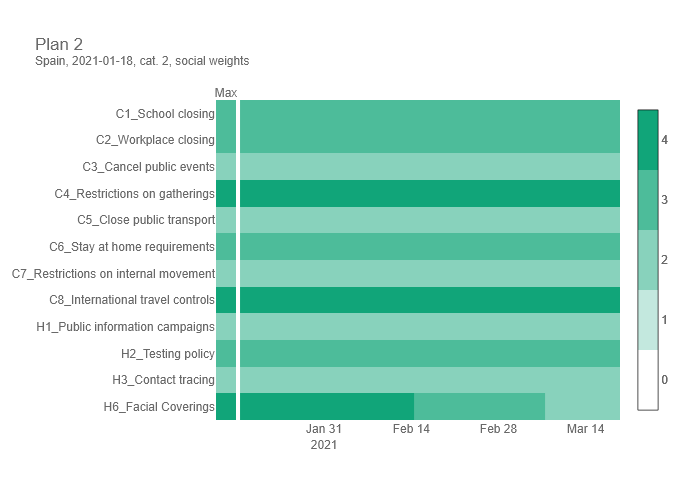 Plan 2
Spain, 2021-01-18, cat. 2, social weights
Max
C1_School closing
C2_Workplace closing
C3_Cancel public events
C4_Restrictions on gatherings
C5_Close public transport
C6_Stay at home requirements
C7_Restrictions on internal movement
C8_International travel controls
H1_Public information campaigns
H2_Testing policy
H3_Contact tracing
H6_Facial Coverings
Jan 31 Feb 14 Feb 28 Mar 14
2021
4
3
2
1
0